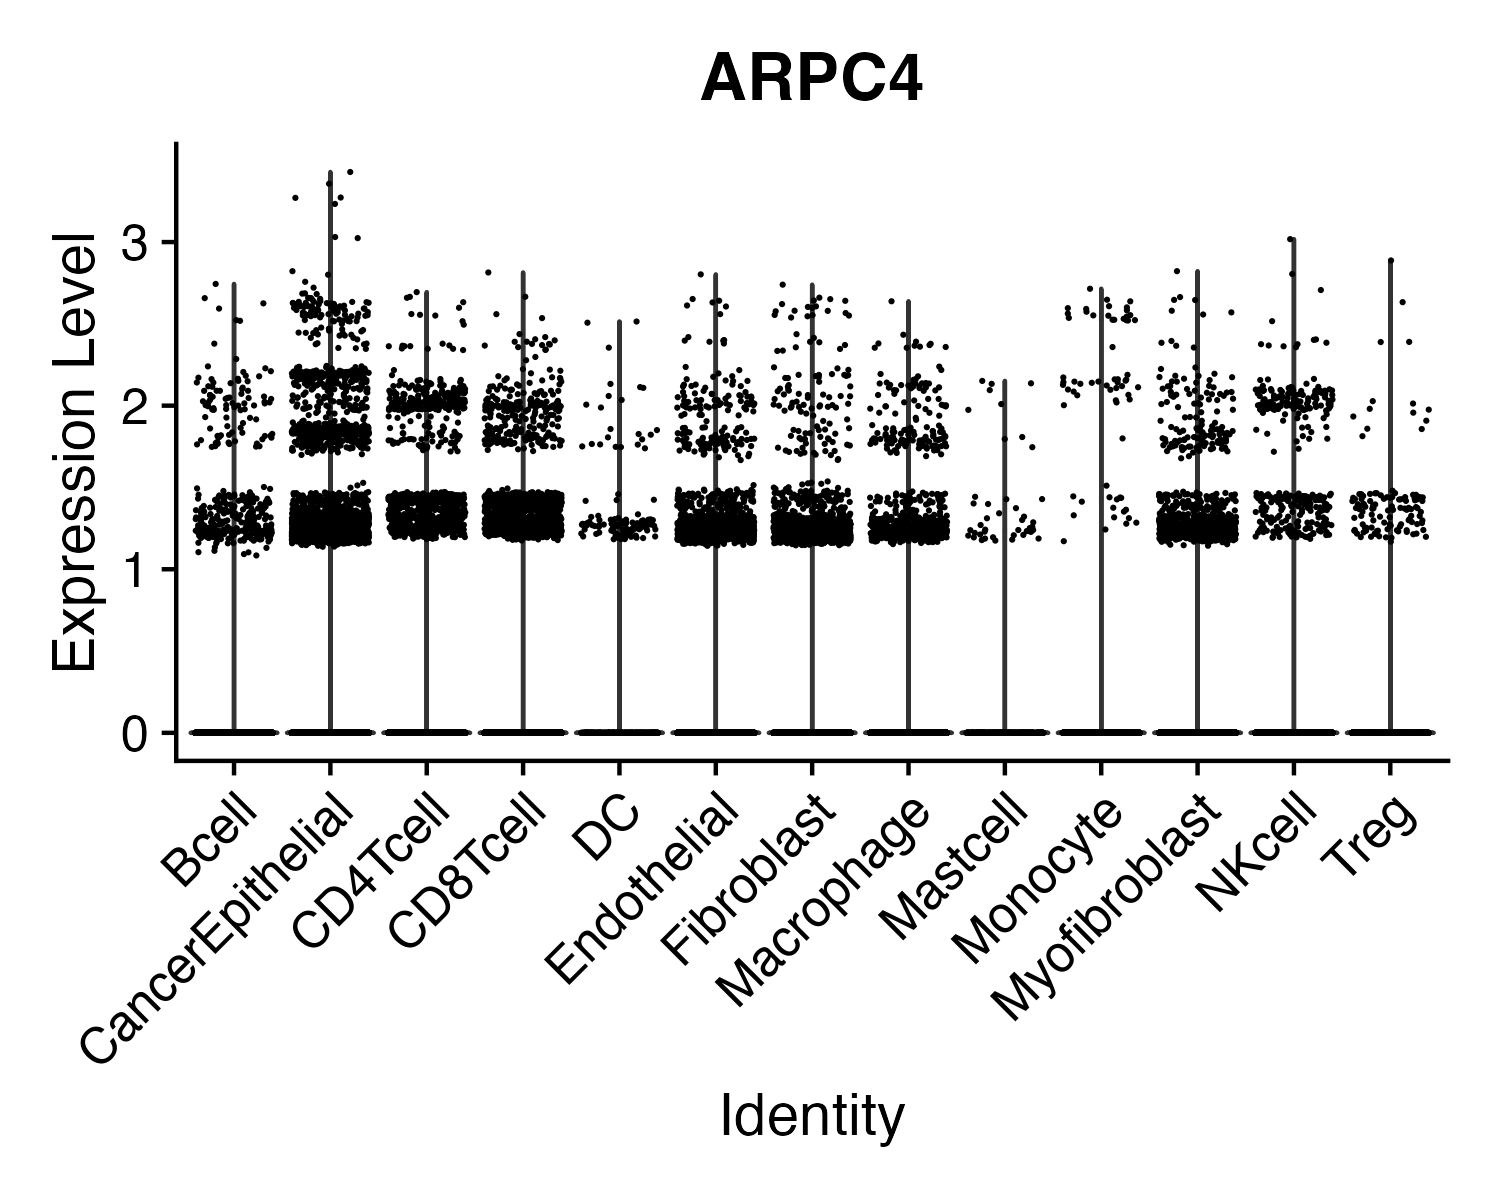 ARPC4
Expression Level
3
2
1
0
Bcell
CancerEpithelial
CD4Tcell
CD8Tcell
DC
Endothelial
Fibroblast
Macrophage
Mastcell
Monocyte
Myofibroblast
NKcell
Treg
Identity